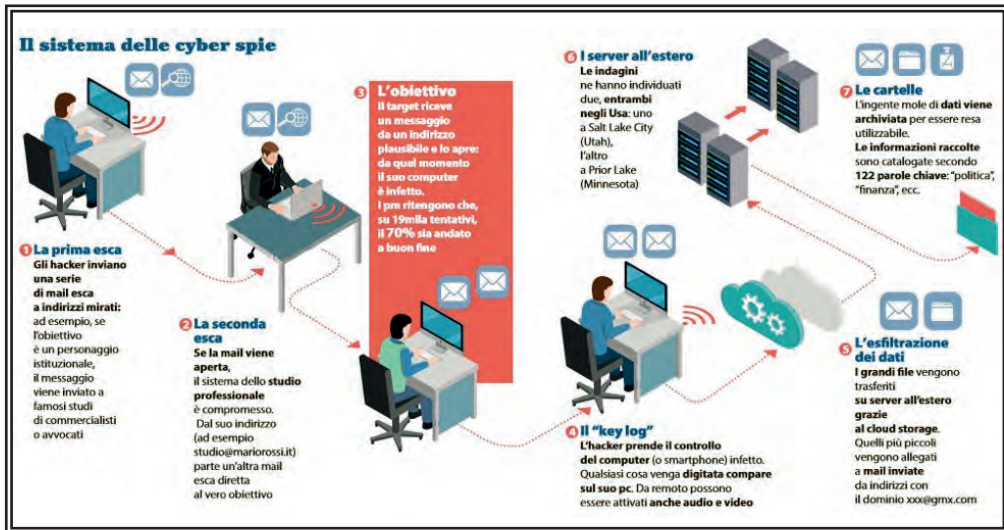 Il sistema delle cyber spie
1 La prima esca
Gli hacker inviano
una serie
di mail esca
a indirizzi mirati:
ad esempio, se
l'obiettivo
è un personaggio
istituzionale,
il messaggio
viene inviato a
famosi studi
di commercialisti
o avvocati
2 La seconda
esca
Se la mail viene
aperta,
il sistema dello studio
professionale
è compromesso.
Dal suo indirizzo
(ad esempio
studio@mariorossi.it)
parte un'altra mail
esca diretta
al vero obiettivo
3 L'obiettivo
Il target riceve
un messaggio
da un indirizzo
plausibile e lo apre:
da quel momento
il suo computer
è infetto.
I pm ritengono che,
su 19mila tentativi,
il 70% sia andato
a buon fine
4 Il "key log"
L'hacker prende il controllo
del computer (o smartphone) infetto.
Qualsiasi cosa venga digitata compare
sul suo pc. Da remoto possono
essere attivati anche audio e video
5 L'esfiltrazione
dei dati
I grandi file vengono
trasferiti
su server all'estero
grazie
al cloud storage.
Quelli più piccoli
vengono allegati
a mail inviate
da indirizzi con
il dominio xxx@gmx.com
6 I server all'estero
Le indagini
ne hanno individuati
due, entrambi
negli Usa: uno
a Salt Lake City
(Utah),
l'altro
a Prior Lake
(Minnesota)
7 Le cartelle
L'ingente mole di dati viene
archiviata per essere resa
utilizzabile.
Le informazioni raccolte
sono catalogate secondo
122 parole chiave: "politica",
"finanza", ecc.